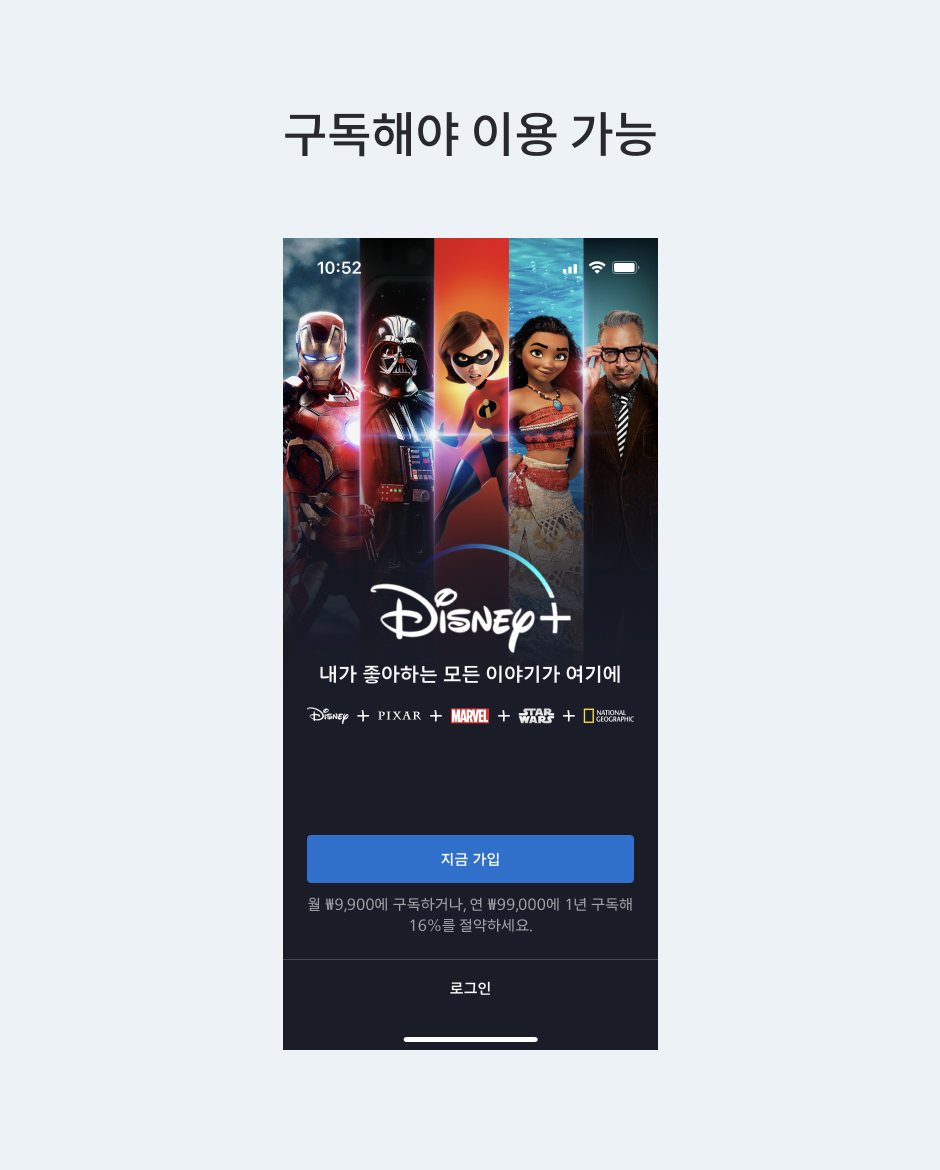 구독해야 이용 가능
10:52
Disney+
내가 좋아하는 모든 이야기가 여기에
Disney + PIXAR + MARVEL + STAR WARS + NATIONAL GEOGRAPHIC
지금 가입
월 ₩9,900에 구독하거나, 연 ₩99,000에 1년 구독해
16%를 절약하세요.
로그인